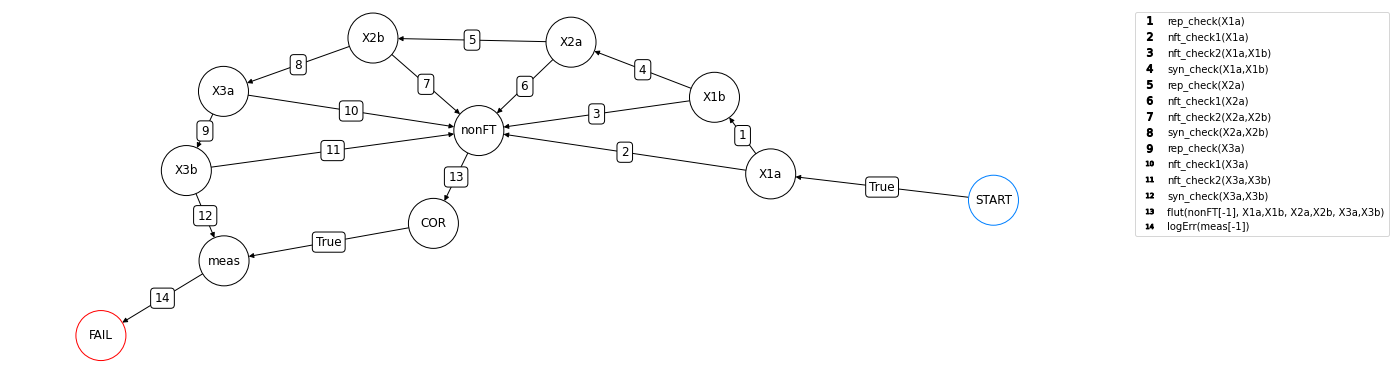 X2b
5
X2a
8
7
6
4
X3a
10
X1b
3
9
nonFT
1
11
2
X3b
13
X1a
12
COR
True
START
True
meas
14
FAIL
1 rep_check(X1a)
2 nft_check1(X1a)
3 nft_check2(X1a,X1b)
4 syn_check(X1a,X1b)
5 rep_check(X2a)
6 nft_check1(X2a)
7 nft_check2(X2a,X2b)
8 syn_check(X2a,X2b)
9 rep_check(X3a)
10 nft_check1(X3a)
11 nft_check2(X3a,X3b)
12 syn_check(X3a,X3b)
13 flut(nonFT[-1], X1a,X1b, X2a,X2b, X3a,X3b)
14 logErr(meas[-1])